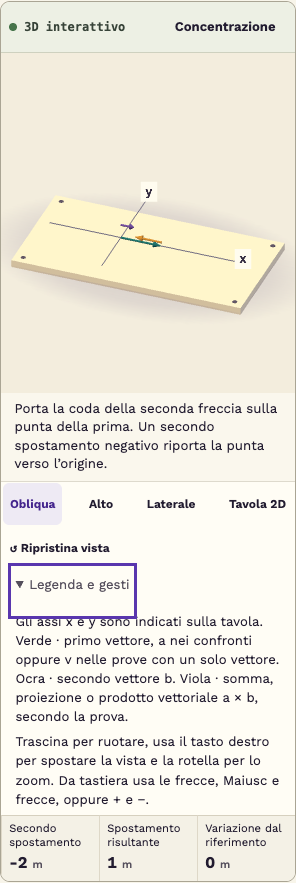 3D interattivo
Concentrazione
y
x
Porta la coda della seconda freccia sulla
punta della prima. Un secondo
spostamento negativo riporta la punta
verso l’origine.
Obliqua
Alto
Laterale
Tavola 2D
↺ Ripristina vista
▼ Legenda e gesti
Gli assi x e y sono indicati sulla tavola.
Verde · primo vettore, a nei confronti
oppure v nelle prove con un solo vettore.
Ocra · secondo vettore b. Viola · somma,
proiezione o prodotto vettoriale a × b,
secondo la prova.
Trascina per ruotare, usa il tasto destro
per spostare la vista e la rotella per lo
zoom. Da tastiera usa le frecce, Maiusc e
frecce, oppure + e −.
Secondo spostamento
-2 m
Spostamento risultante
1 m
Variazione dal riferimento
0 m